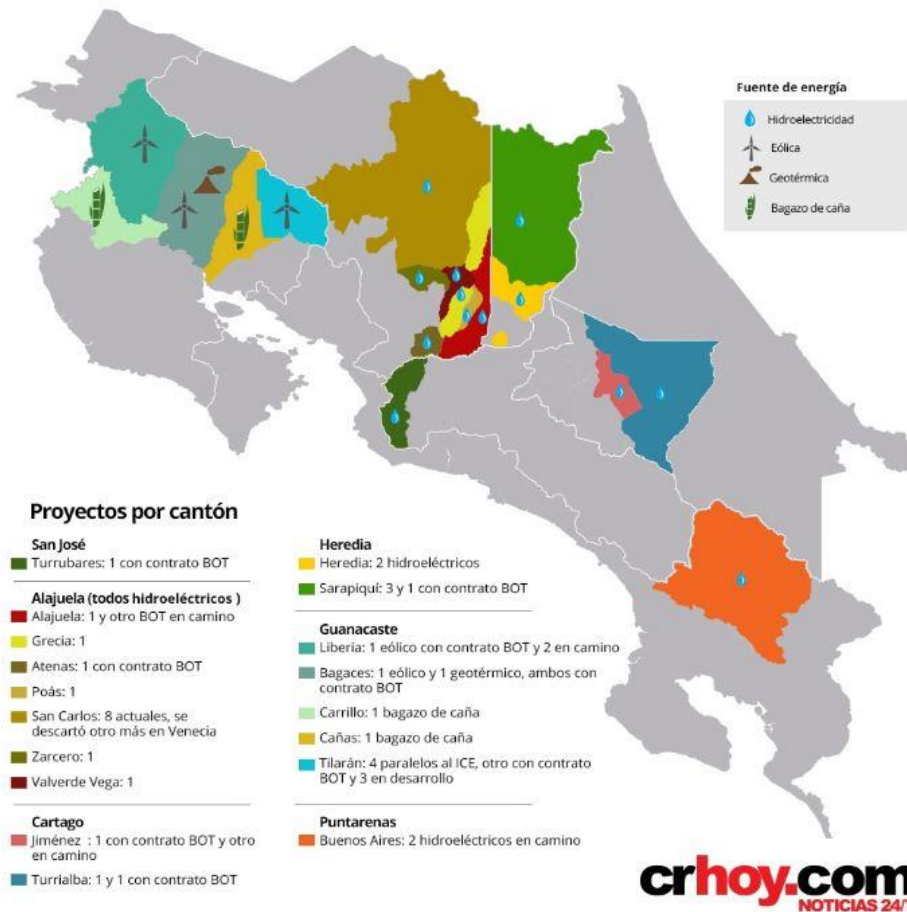 Fuente de energía
Hidroelectricidad
Eólica
Geotérmica
Bagazo de caña
Proyectos por cantón
San José
Turrubares: 1 con contrato BOT
Alajuela (todos hidroeléctricos )
Alajuela: 1 y otro BOT en camino
Grecia: 1
Atenas: 1 con contrato BOT
Poás: 1
San Carlos: 8 actuales, se
descartó otro más en Venecia
Zarcero: 1
Valverde Vega: 1
Cartago
Jiménez : 1 con contrato BOT y otro
en camino
Turrialba: 1 y 1 con contrato BOT
Heredia
Heredia: 2 hidroeléctricos
Sarapiquí: 3 y 1 con contrato BOT
Guanacaste
Liberia: 1 eólico con contrato BOT y 2 en camino
Bagaces: 1 eólico y 1 geotérmico, ambos con
contrato BOT
Carrillo: 1 bagazo de caña
Cañas: 1 bagazo de caña
Tilarán: 4 paralelos al ICE, otro con contrato
BOT y 3 en desarrollo
Puntarenas
Buenos Aires: 2 hidroeléctricos en camino
crhoy.com
NOTICIAS 24/7